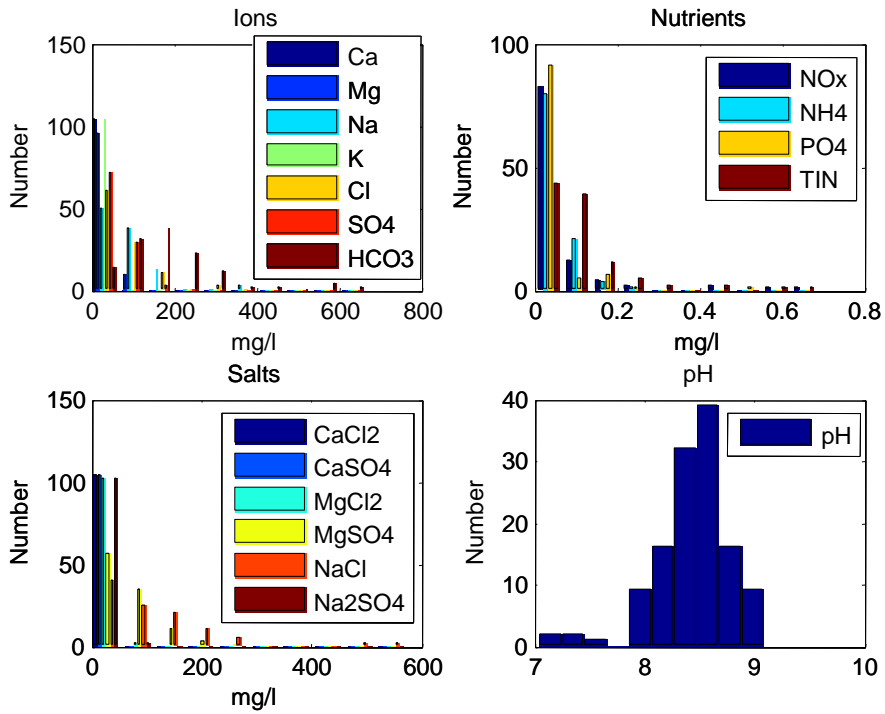 Ions
150
100
50
0
0 200 400 600 800
Number
mg/l
Ca
Mg
Na
K
Cl
SO4
HCO3
Nutrients
100
50
0
0 0.2 0.4 0.6 0.8
Number
mg/l
NOx
NH4
PO4
TIN
Salts
150
100
50
0
0 200 400 600
Number
mg/l
CaCl2
CaSO4
MgCl2
MgSO4
NaCl
Na2SO4
pH
40
30
20
10
0
7 8 9 10
Number
pH